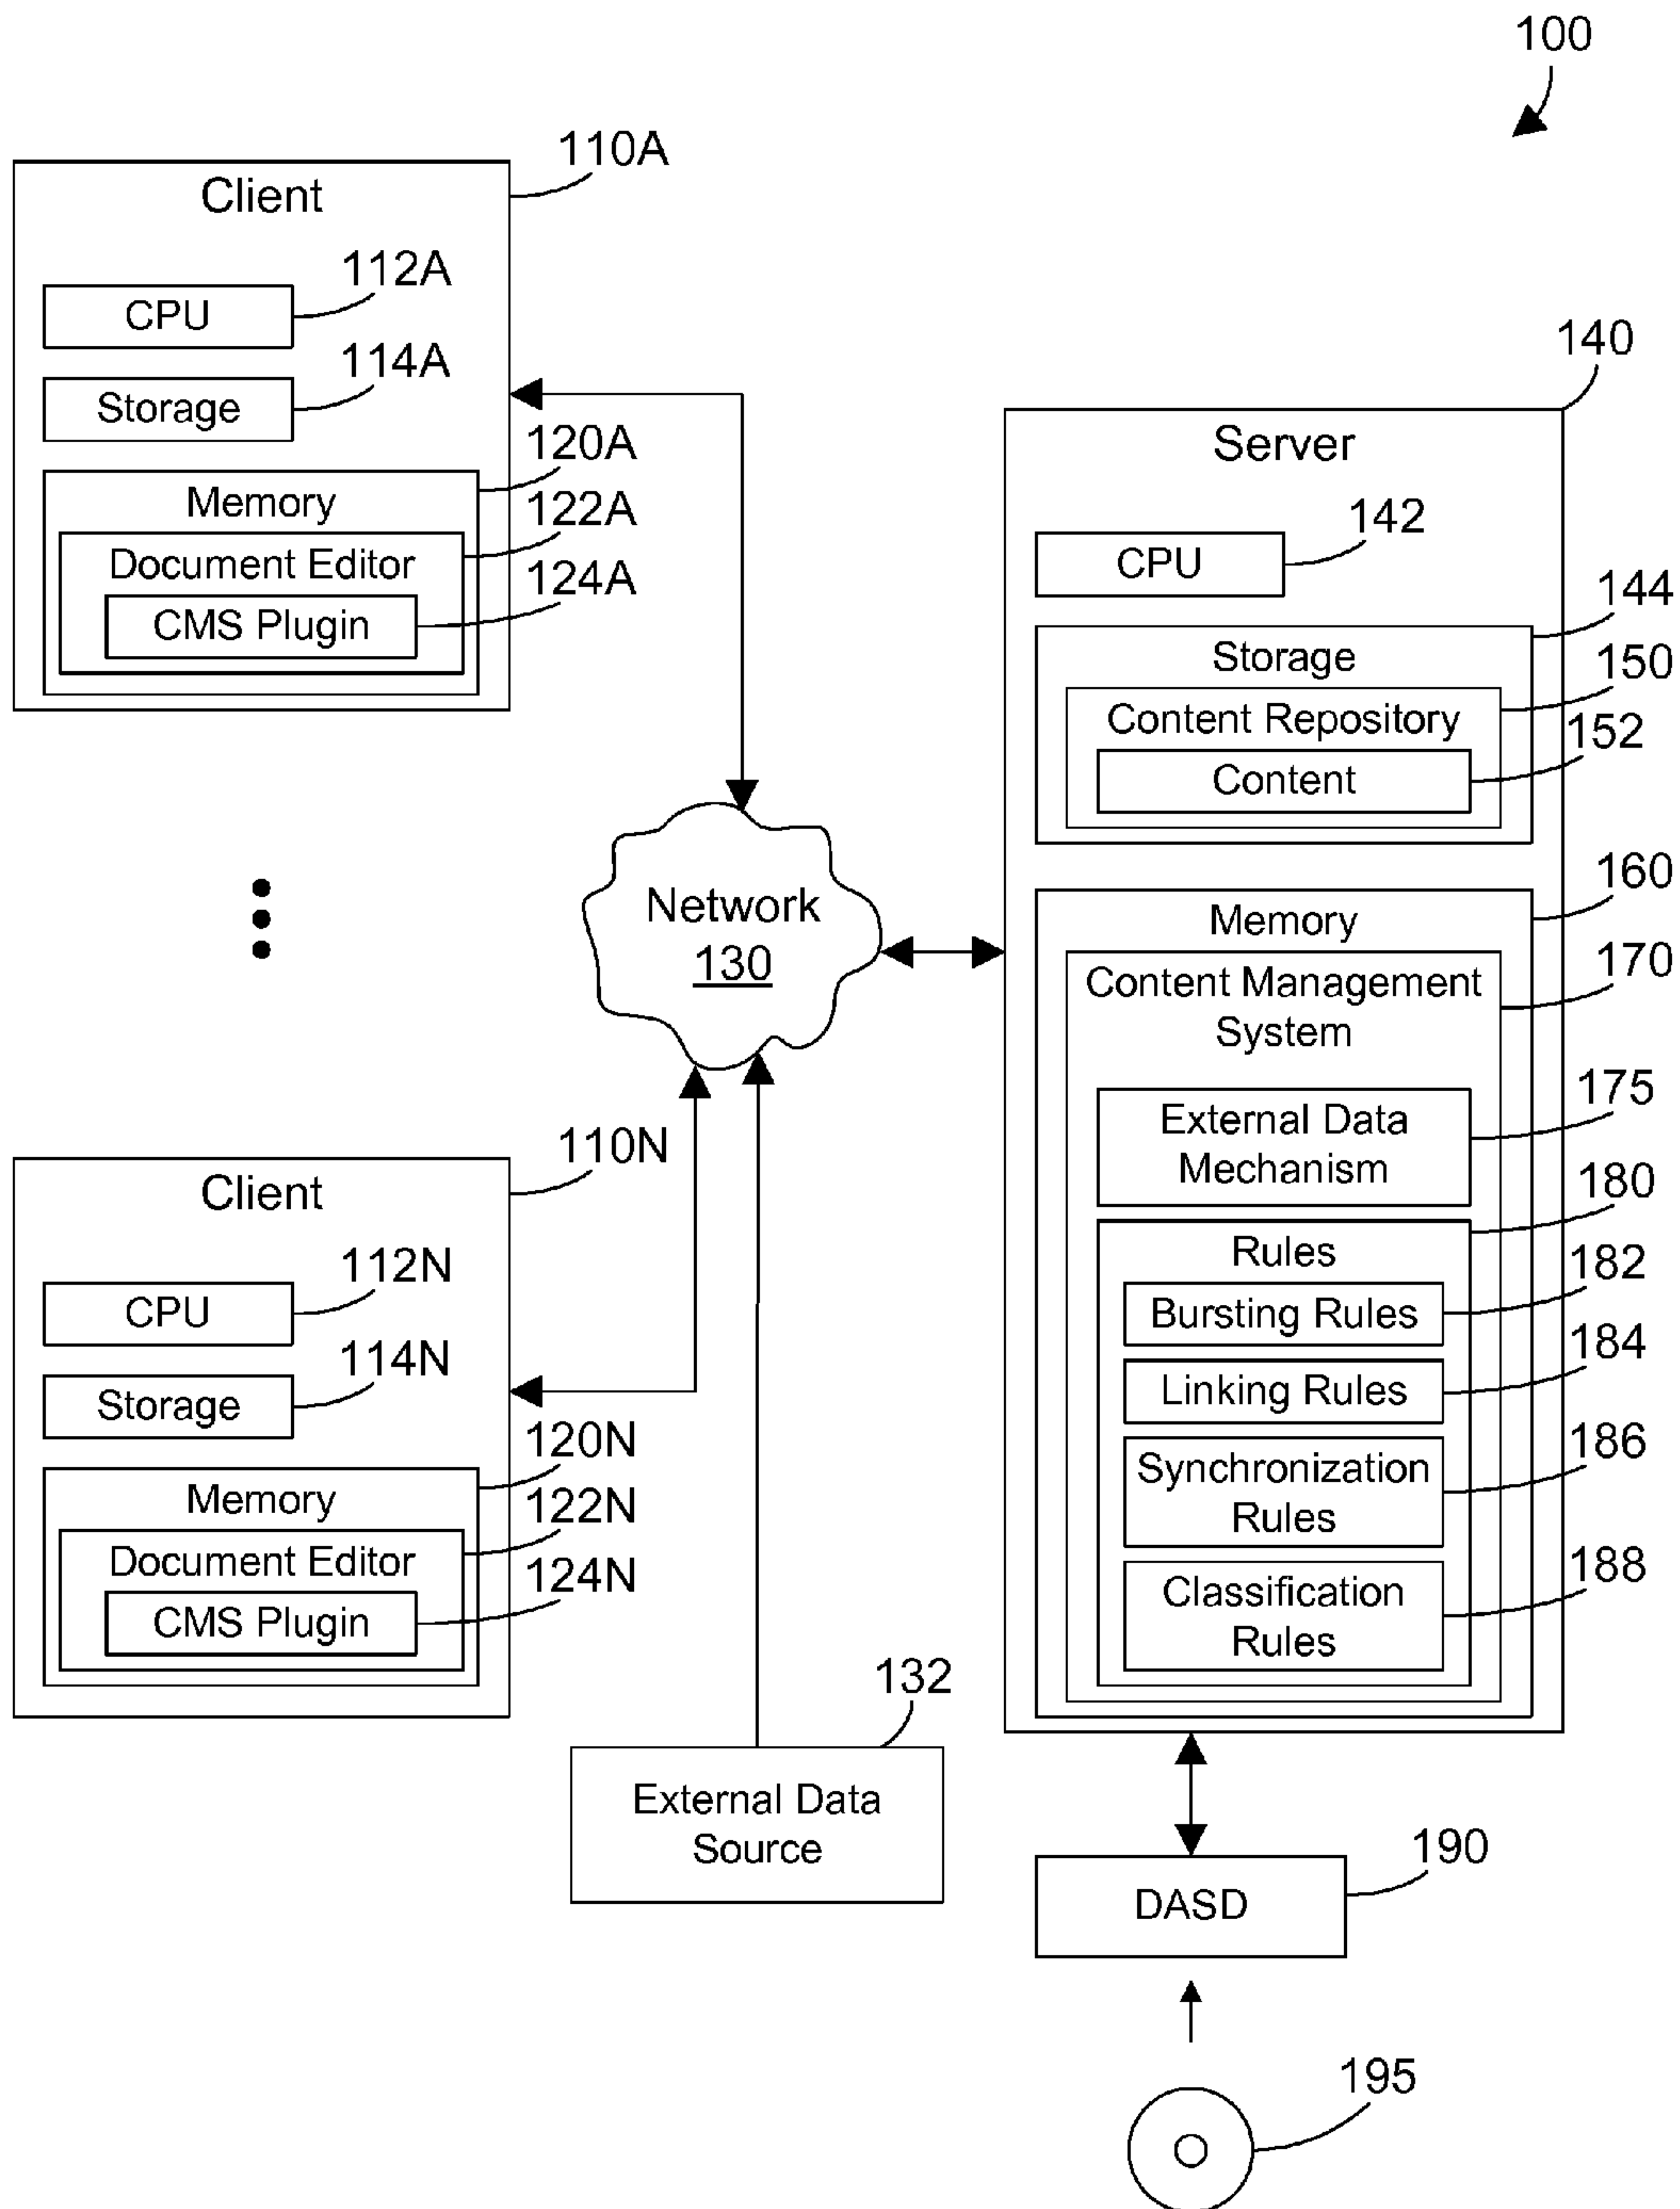 100
110A
Client
112A
CPU
114A
Storage
120A
Memory
122A
Document Editor
124A
CMS Plugin
Network
130
110N
Client
112N
CPU
114N
Storage
120N
Memory
122N
Document Editor
124N
CMS Plugin
132
External Data
Source
140
Server
142
CPU
144
Storage
150
Content Repository
152
Content
160
Memory
170
Content Management
System
175
External Data
Mechanism
180
Rules
182
Bursting Rules
184
Linking Rules
186
Synchronization
Rules
188
Classification
Rules
190
DASD
195